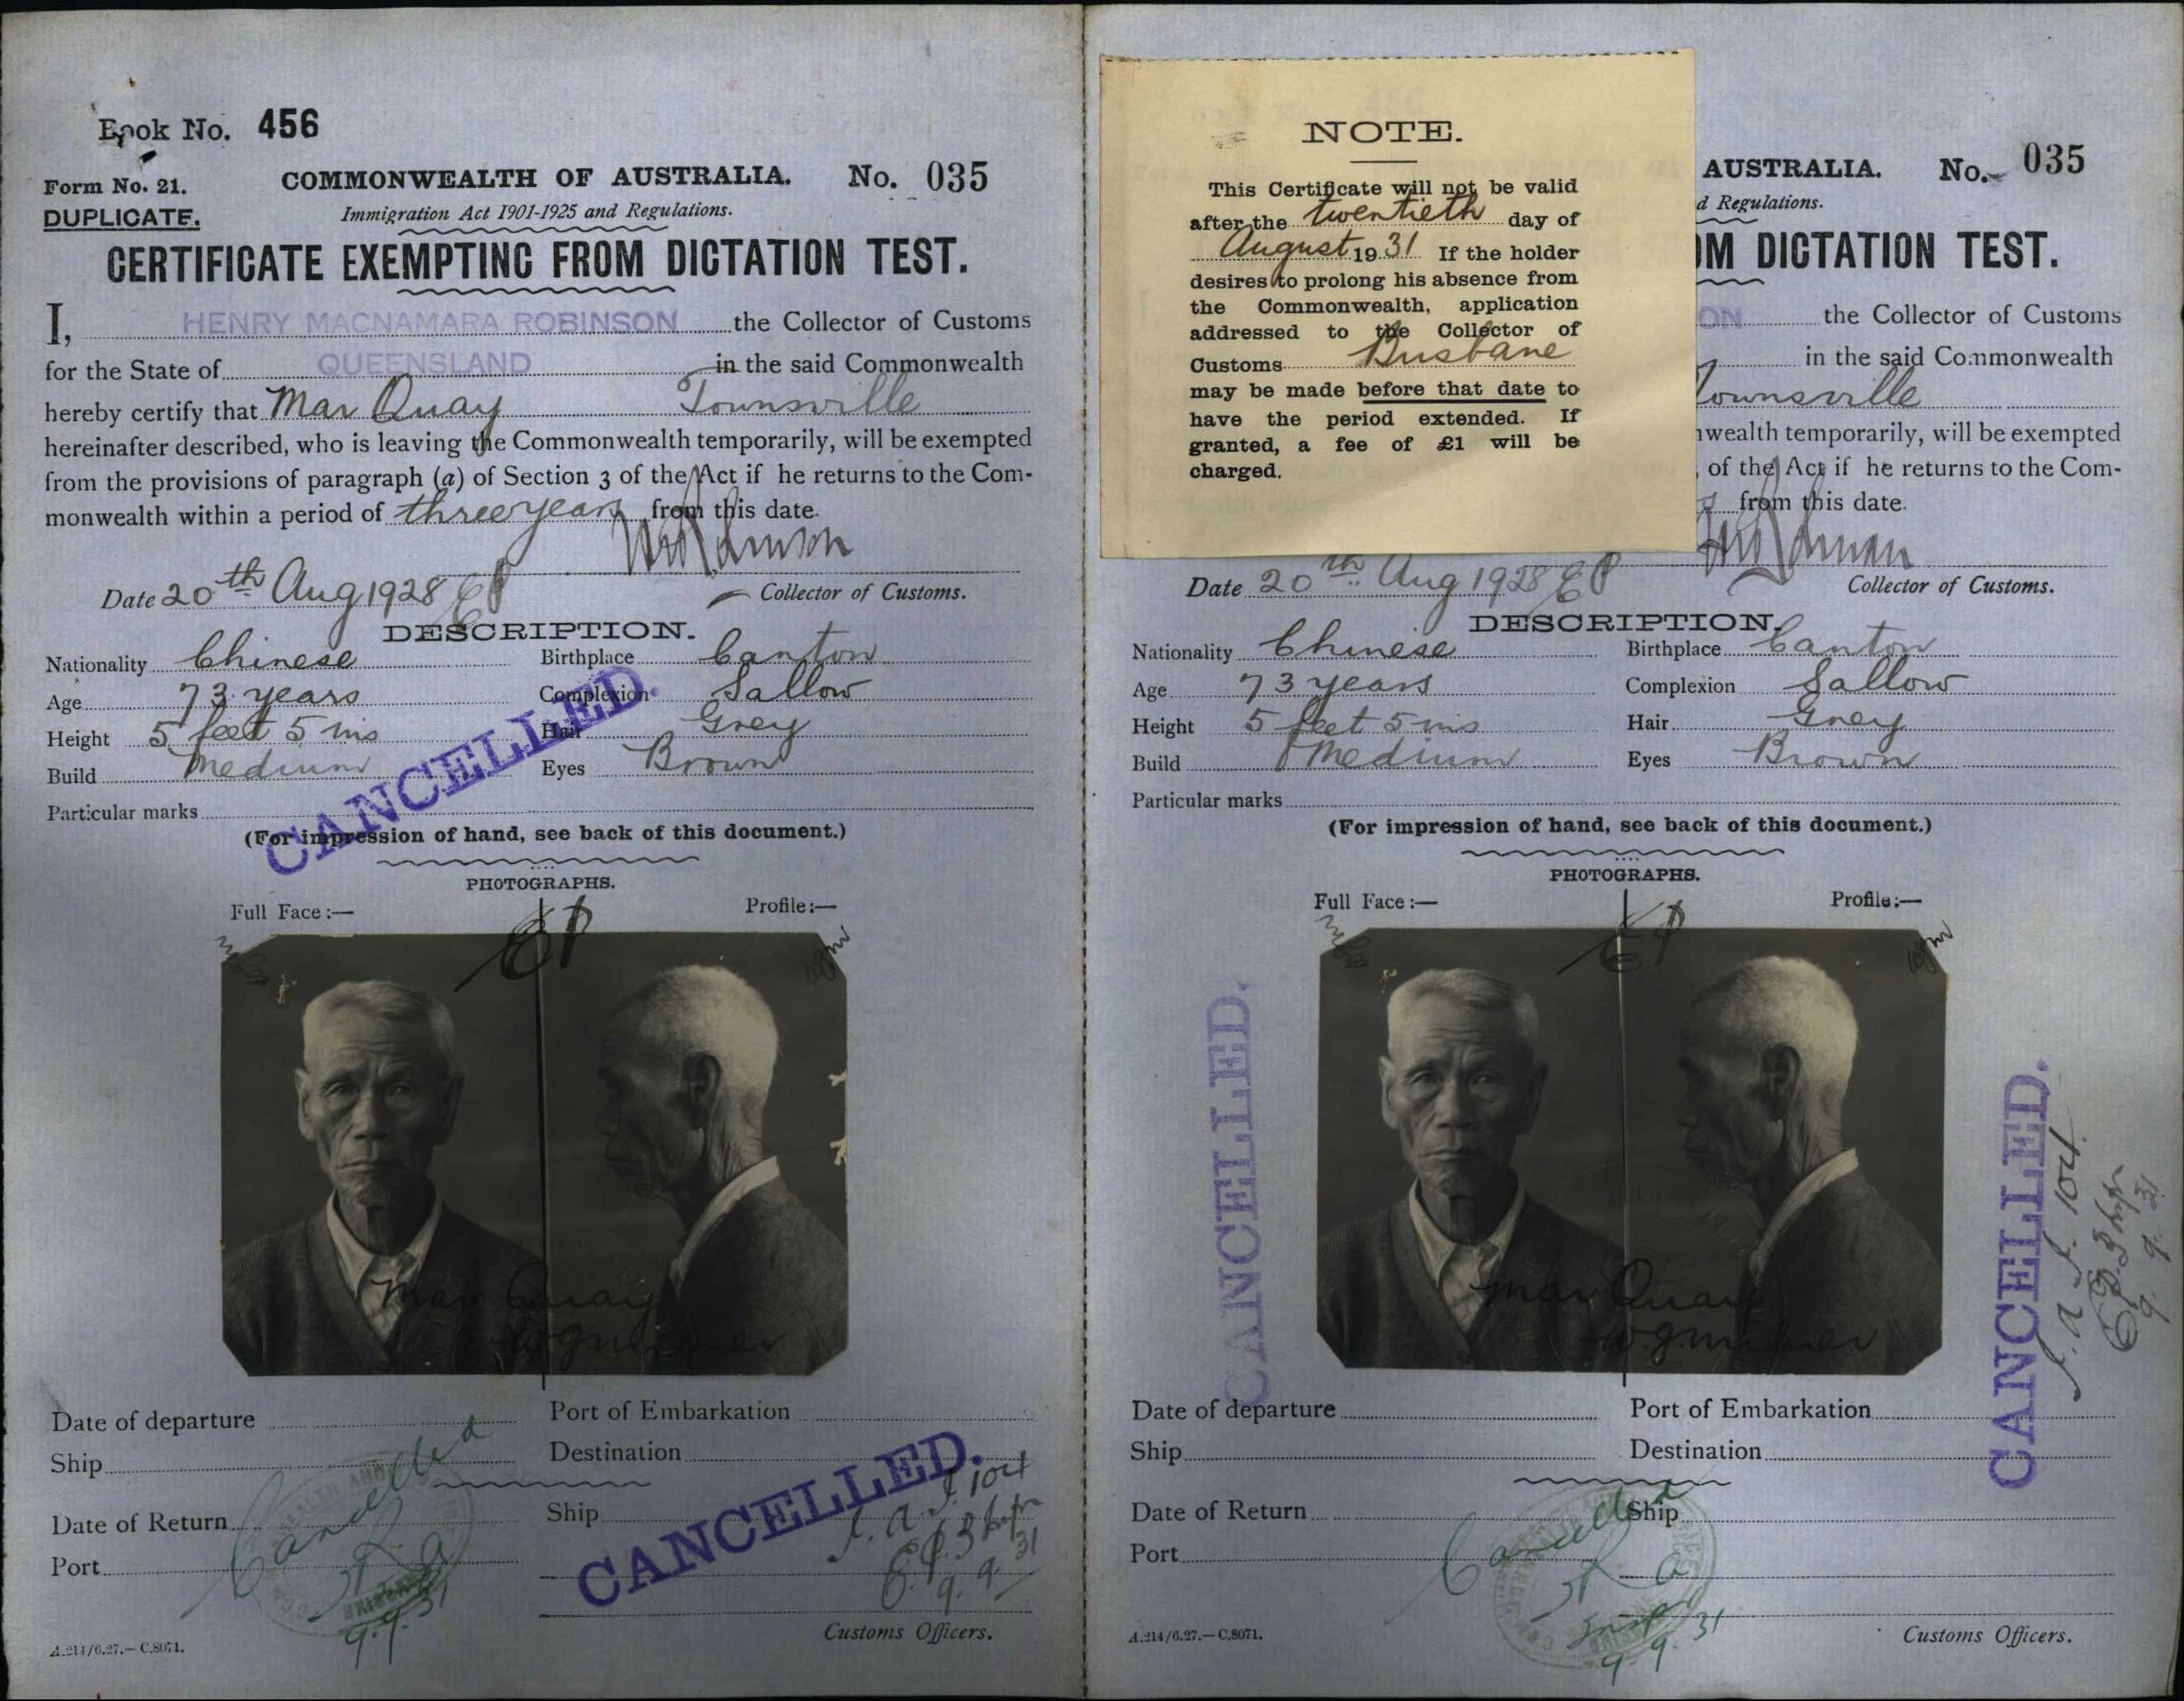 Book No. 456
Form No. 21.
COMMONWEALTH OF AUSTRALIA. No. 035
DUPLICATE.
Immigration Act 1901-1925 and Regulations.
CERTIFICATE EXEMPTING FROM DICTATION TEST.
I, HENRY MACNAMARA ROBINSON the Collector of Customs
for the State of QUEENSLAND in the said Commonwealth
hereby certify that Mar Quay Townsville
hereinafter described, who is leaving the Commonwealth temporarily, will be exempted
from the provisions of paragraph (a) of Section 3 of the Act if he returns to the Com-
monwealth within a period of three years from this date.
Date 20th Aug 1928
Collector of Customs.
DESCRIPTION.
Nationality Chinese Birthplace Canton
Age 73 years Complexion Sallow
Height 5 feet 5 ins Hair Grey
Build Medium Eyes Brown
Particular marks
CANCELLED.
(For impression of hand, see back of this document.)
PHOTOGRAPHS.
Full Face:— Profile:—
Mar Quay
Date of departure Port of Embarkation
Ship Destination
Date of Return Ship
Port
Cancelled
9.9.31
CANCELLED.
9.9.31
Customs Officers.
A.214/6.27.—C.8071.
NOTE.
This Certificate will not be valid
after the twentieth day of
August 1931 If the holder
desires to prolong his absence from
the Commonwealth, application
addressed to the Collector of
Customs Brisbane
may be made before that date to
have the period extended. If
granted, a fee of £1 will be
charged.
AUSTRALIA. No. 035
d Regulations.
OM DICTATION TEST.
ON the Collector of Customs
in the said Commonwealth
Townsville
wealth temporarily, will be exempted
of the Act if he returns to the Com-
from this date.
Date 20th Aug 1928
Collector of Customs.
DESCRIPTION.
Nationality Chinese Birthplace Canton
Age 73 years Complexion Sallow
Height 5 feet 5 ins Hair Grey
Build Medium Eyes Brown
Particular marks
(For impression of hand, see back of this document.)
PHOTOGRAPHS.
Full Face:— Profile:—
CANCELLED.
Mar Quay
CANCELLED.
9.9.31
Date of departure Port of Embarkation
Ship Destination
Date of Return Ship
Port
Cancelled
9.9.31
Customs Officers.
A.214/6.27.—C.8071.